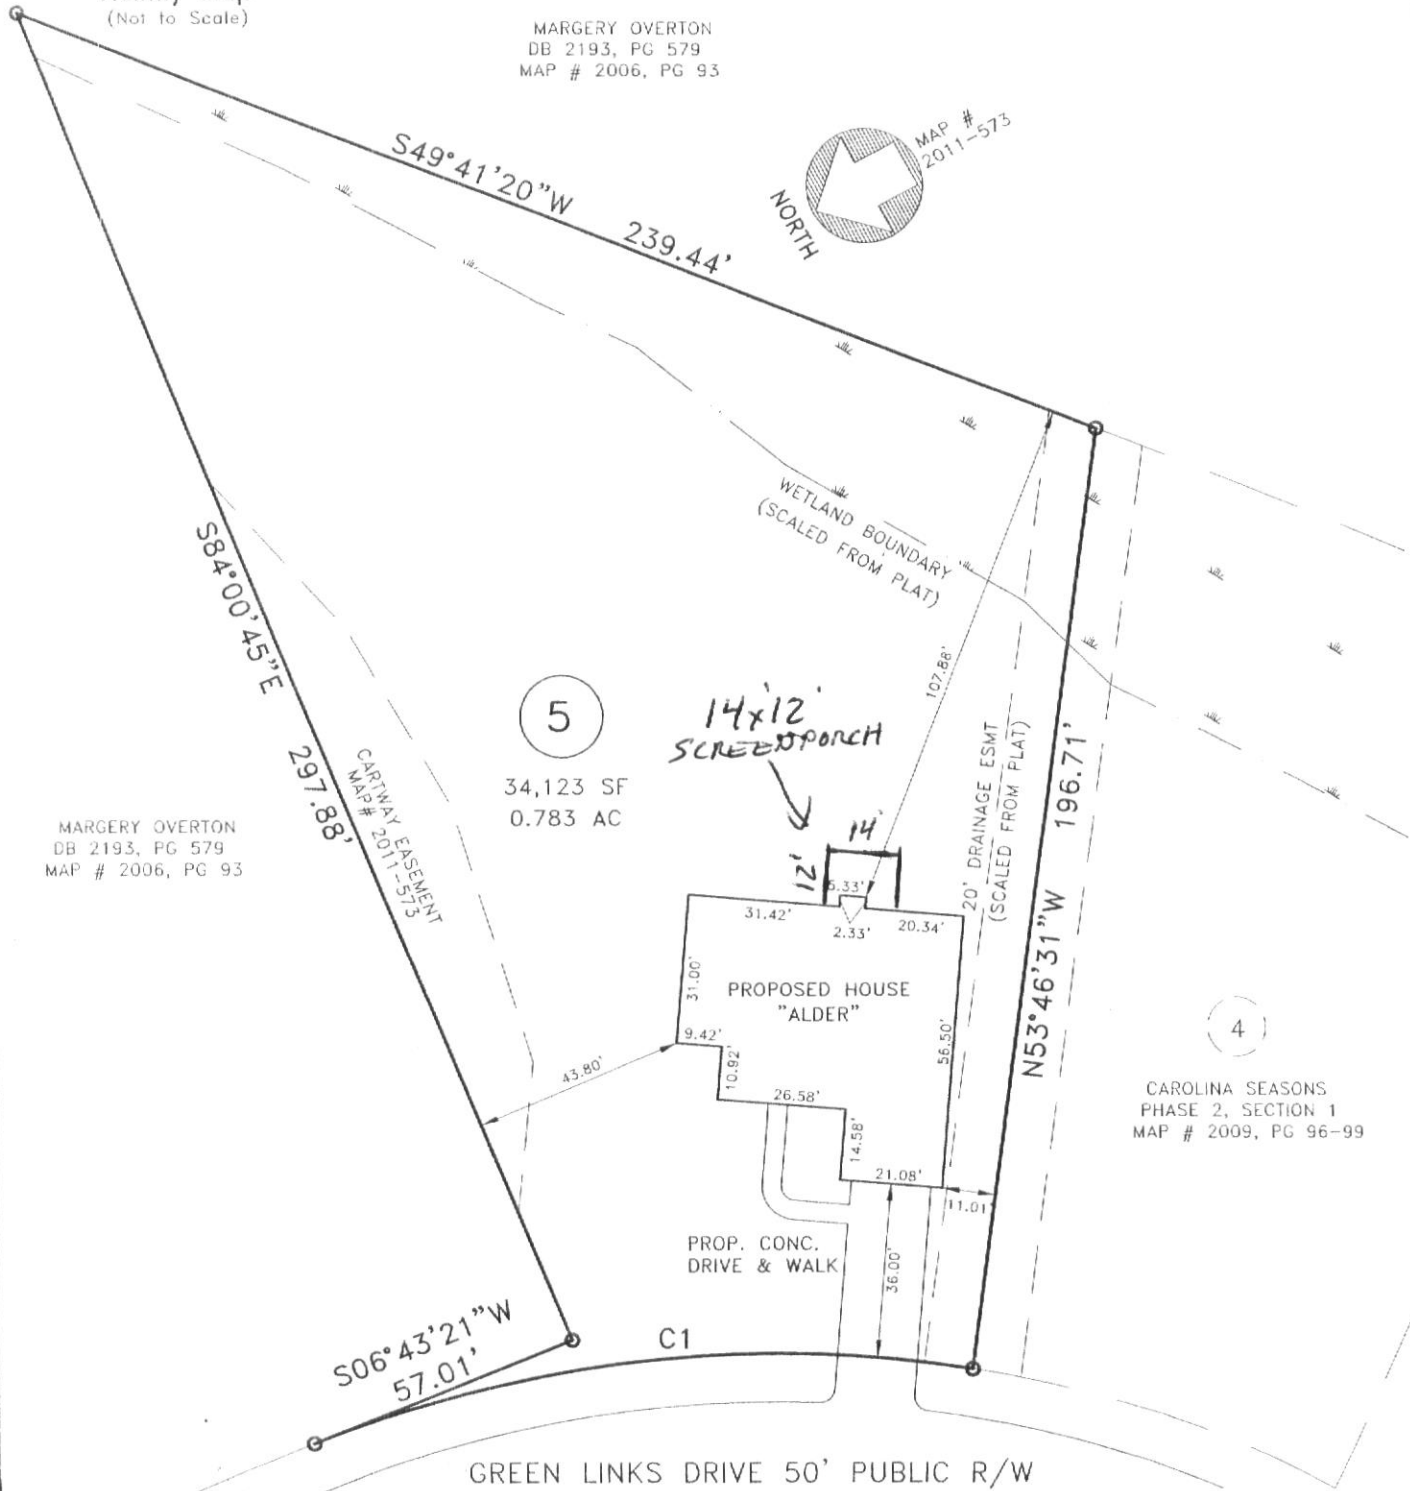 (Not to Scale)
MARGERY OVERTON
DB 2193, PG 579
MAP # 2006, PG 93
MAP #
2011-573
NORTH
S49°41'20"W 239.44'
WETLAND BOUNDARY
(SCALED FROM PLAT)
S84°00'45"E 297.88'
CARTWAY EASEMENT
MAP# 2011-573
5
34,123 SF
0.783 AC
14'x12'
SCREENPORCH
107.88'
20' DRAINAGE ESMT
(SCALED FROM PLAT)
N53°46'31"W 196.71'
MARGERY OVERTON
DB 2193, PG 579
MAP # 2006, PG 93
14'
12'
5.33'
31.42'
2.33'
20.34'
31.00'
PROPOSED HOUSE
"ALDER"
56.50'
9.42'
10.92'
43.80'
26.58'
14.58'
21.08'
11.01'
36.00'
4
CAROLINA SEASONS
PHASE 2, SECTION 1
MAP # 2009, PG 96-99
PROP. CONC.
DRIVE & WALK
S06°43'21"W
57.01'
C1
GREEN LINKS DRIVE 50' PUBLIC R/W